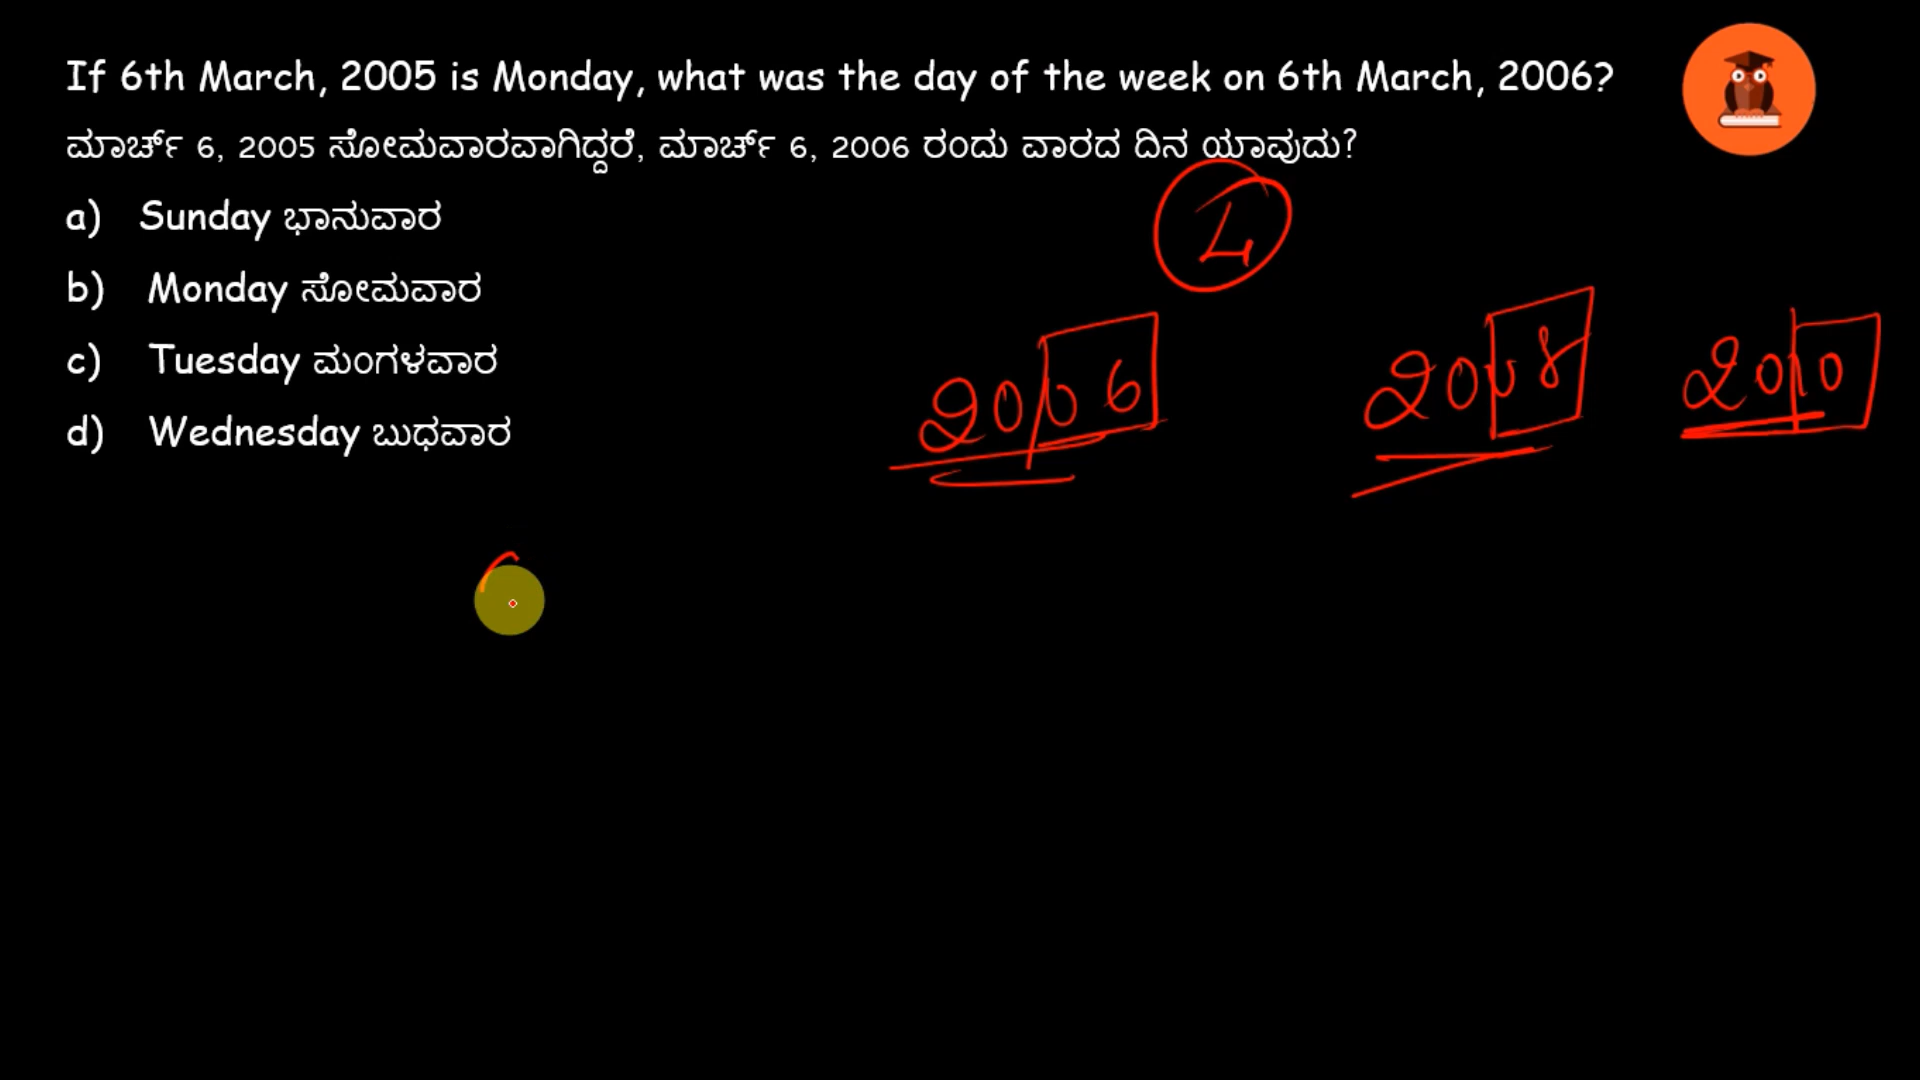 If 6th March, 2005 is Monday, what was the day of the week on 6th March, 2006?
ಮಾರ್ಚ್ 6, 2005 ಸೋಮವಾರವಾಗಿದ್ದರೆ, ಮಾರ್ಚ್ 6, 2006 ರಂದು ವಾರದ ದಿನ ಯಾವುದು?
a) Sunday ಭಾನುವಾರ
b) Monday ಸೋಮವಾರ
c) Tuesday ಮಂಗಳವಾರ
d) Wednesday ಬುಧವಾರ
4
2006 2008 2010